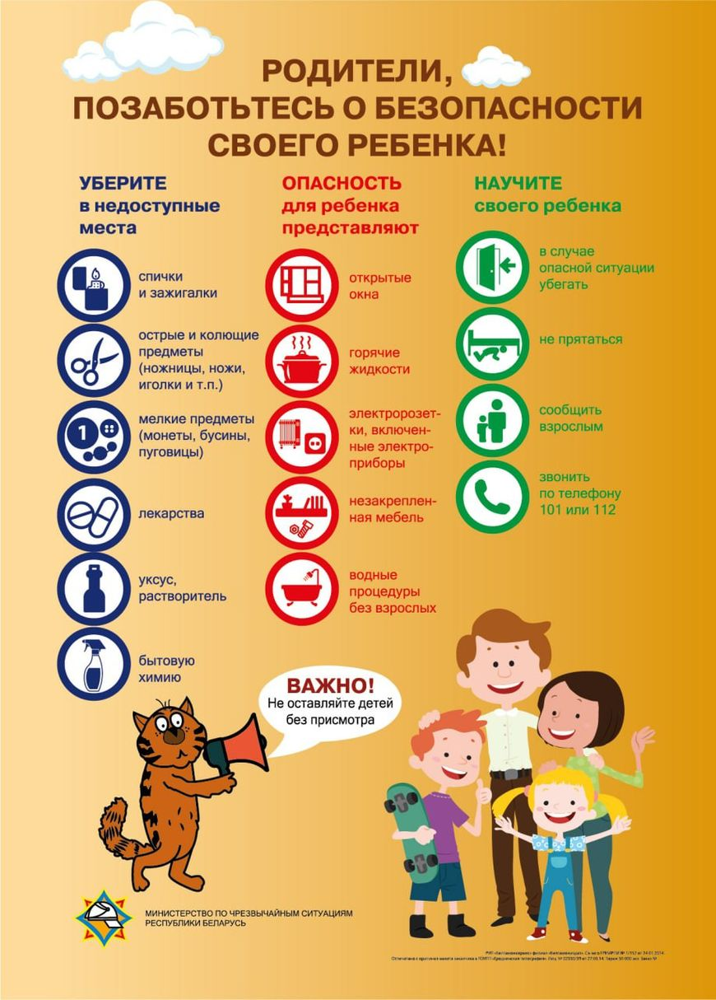 РОДИТЕЛИ,
ПОЗАБОТЬТЕСЬ О БЕЗОПАСНОСТИ
СВОЕГО РЕБЕНКА!
УБЕРИТЕ
в недоступные
места
спички
и зажигалки
острые и колющие
предметы
(ножницы, ножи,
иголки и т.п.)
1
мелкие предметы
(монеты, бусины,
пуговицы)
лекарства
уксус,
растворитель
бытовую
химию
ОПАСНОСТЬ
для ребенка
представляют
открытые
окна
горячие
жидкости
электророзет-
ки, включен-
ные электро-
приборы
незакреплен-
ная мебель
водные
процедуры
без взрослых
НАУЧИТЕ
своего ребенка
в случае
опасной ситуации
убегать
не прятаться
сообщить
взрослым
звонить
по телефону
101 или 112
ВАЖНО!
Не оставляйте детей
без присмотра
МИНИСТЕРСТВО ПО ЧРЕЗВЫЧАЙНЫМ СИТУАЦИЯМ
РЕСПУБЛИКИ БЕЛАРУСЬ